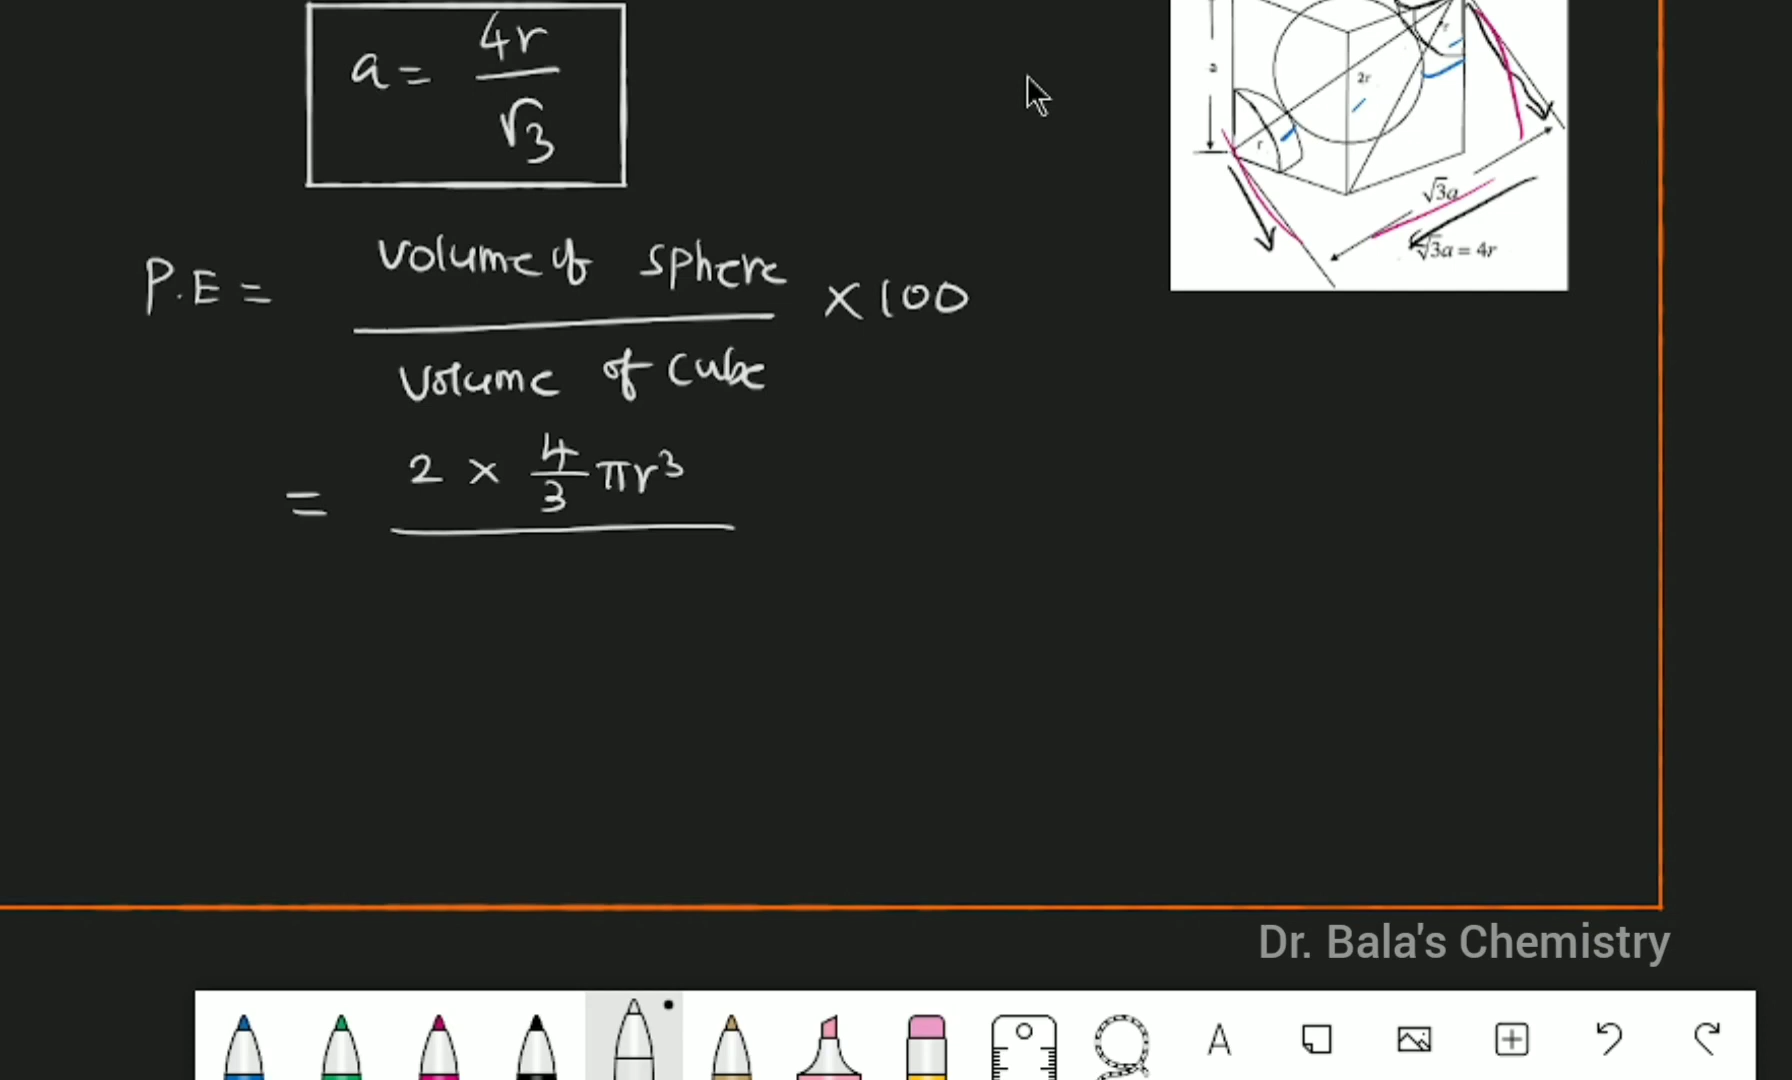 a = 4r / √3
P.E = volume of sphere / volume of cube × 100
= 2 × 4/3 πr³
a
r
2r
r
√3a
√3a = 4r
Dr. Bala's Chemistry
A